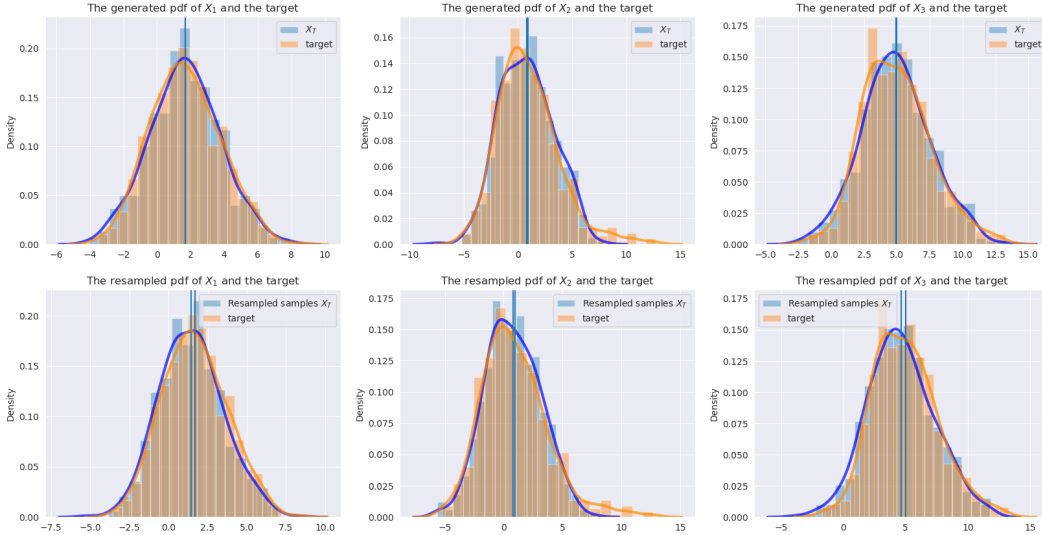 The generated pdf of X₁ and the target
The generated pdf of X₂ and the target
The generated pdf of X₃ and the target
X_T
target
X_T
target
X_T
target
Density
0.20
0.15
0.10
0.05
0.00
−6 −4 −2 0 2 4 6 8 10
Density
0.16
0.14
0.12
0.10
0.08
0.06
0.04
0.02
0.00
−10 −5 0 5 10 15
Density
0.175
0.150
0.125
0.100
0.075
0.050
0.025
0.000
−5.0 −2.5 0.0 2.5 5.0 7.5 10.0 12.5 15.0
The resampled pdf of X₁ and the target
The resampled pdf of X₂ and the target
The resampled pdf of X₃ and the target
Resampled samples X_T
target
Resampled samples X_T
target
Resampled samples X_T
target
Density
0.20
0.15
0.10
0.05
0.00
−7.5 −5.0 −2.5 0.0 2.5 5.0 7.5 10.0
Density
0.175
0.150
0.125
0.100
0.075
0.050
0.025
0.000
−5 0 5 10 15
Density
0.175
0.150
0.125
0.100
0.075
0.050
0.025
0.000
−5 0 5 10 15